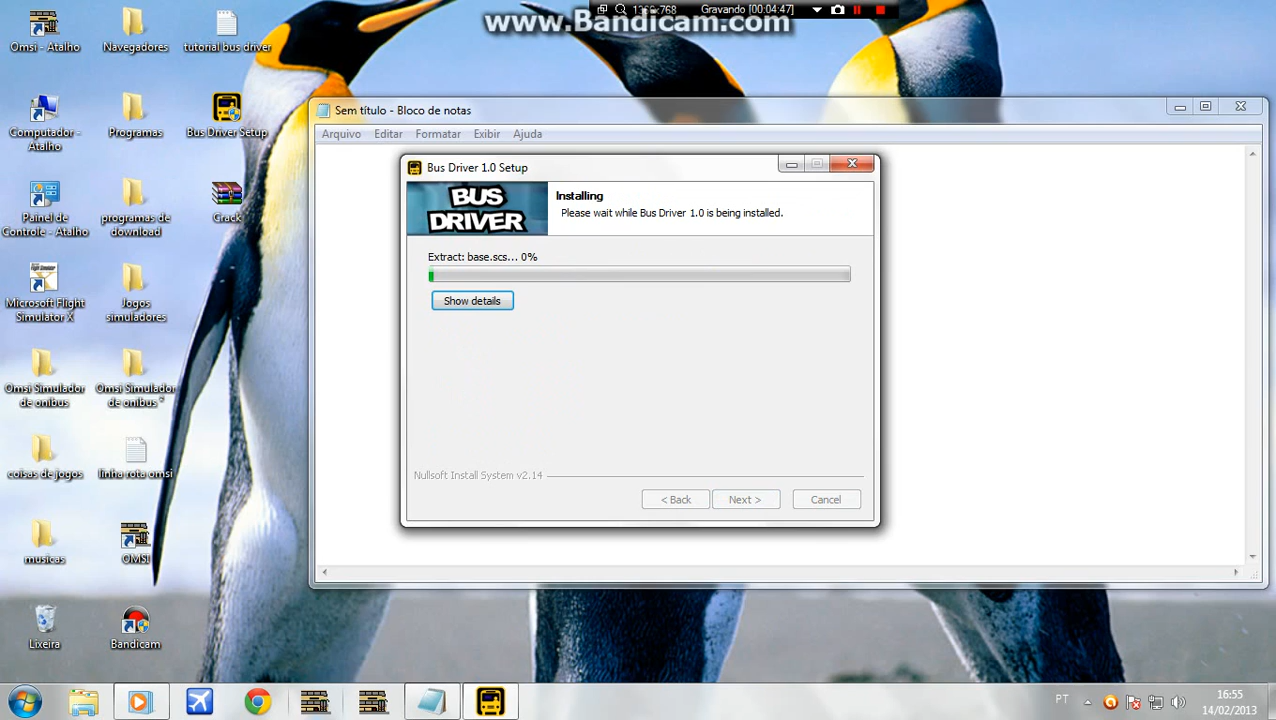 www.Bandicam.com
1366x768
Gravando [00:04:47]
Omsi - Atalho
Navegadores
tutorial bus driver
Computador -
Atalho
Programas
Bus Driver Setup
Painel de
Controle - Atalho
programas de
download
Crack
Microsoft Flight
Simulator X
Jogos
simuladores
Omsi Simulador
de onibus
Omsi Simulador
de onibus *
coisas de jogos
linha rota omsi
musicas
OMSI
Lixeira
Bandicam
Sem título - Bloco de notas
Arquivo Editar Formatar Exibir Ajuda
Bus Driver 1.0 Setup
BUS
DRIVER
Installing
Please wait while Bus Driver 1.0 is being installed.
Extract: base.scs... 0%
Show details
Nullsoft Install System v2.14
< Back Next > Cancel
PT
16:55
14/02/2013